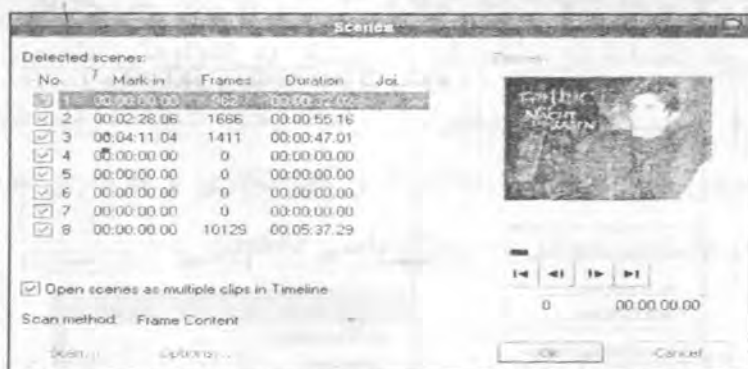 Scenes
Detected scenes:
No. Mark in Frames Duration Joi...
1 00:00:00.00 962 00:00:32.02
2 00:02:28.06 1666 00:00:55.16
3 00:04:11.04 1411 00:00:47.01
4 00:00:00.00 0 00:00:00.00
5 00:00:00.00 0 00:00:00.00
6 00:00:00.00 0 00:00:00.00
7 00:00:00.00 0 00:00:00.00
8 00:00:00.00 10129 00:05:37.29
NIGHT
0 00:00:00.00
Open scenes as multiple clips in Timeline
Scan method: Frame Content
Scan... Options...
OK Cancel